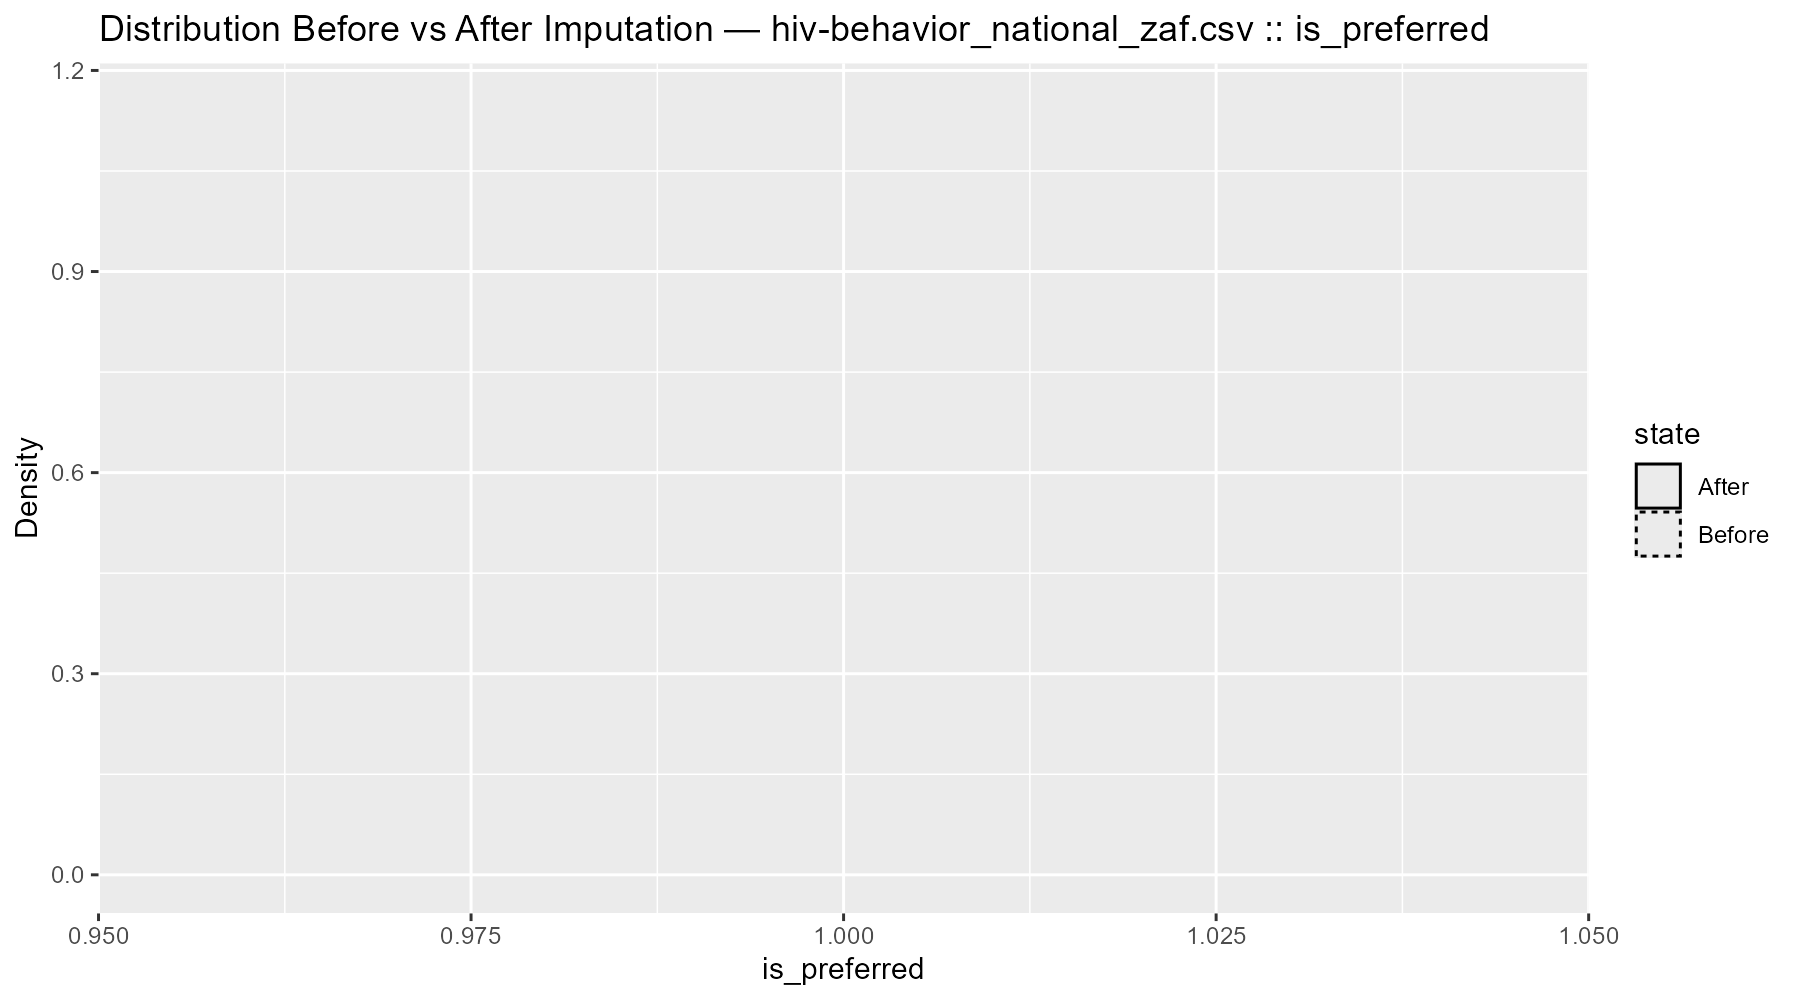 Distribution Before vs After Imputation — hiv-behavior_national_zaf.csv :: is_preferred
1.2
0.9
0.6
0.3
0.0
Density
0.950
0.975
1.000
1.025
1.050
is_preferred
state
After
Before